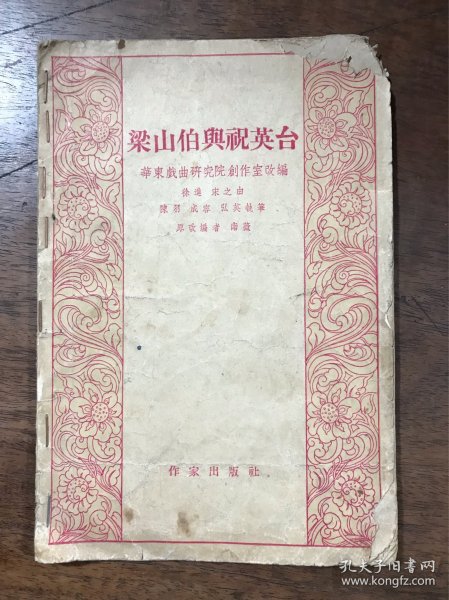 梁山伯與祝英台
華東戯曲研究院創作室改編
徐進 宋之由
陳羽 成容 弘英執筆
原改編者 南薇
作家出版社
孔夫子旧书网
www.kongfz.com